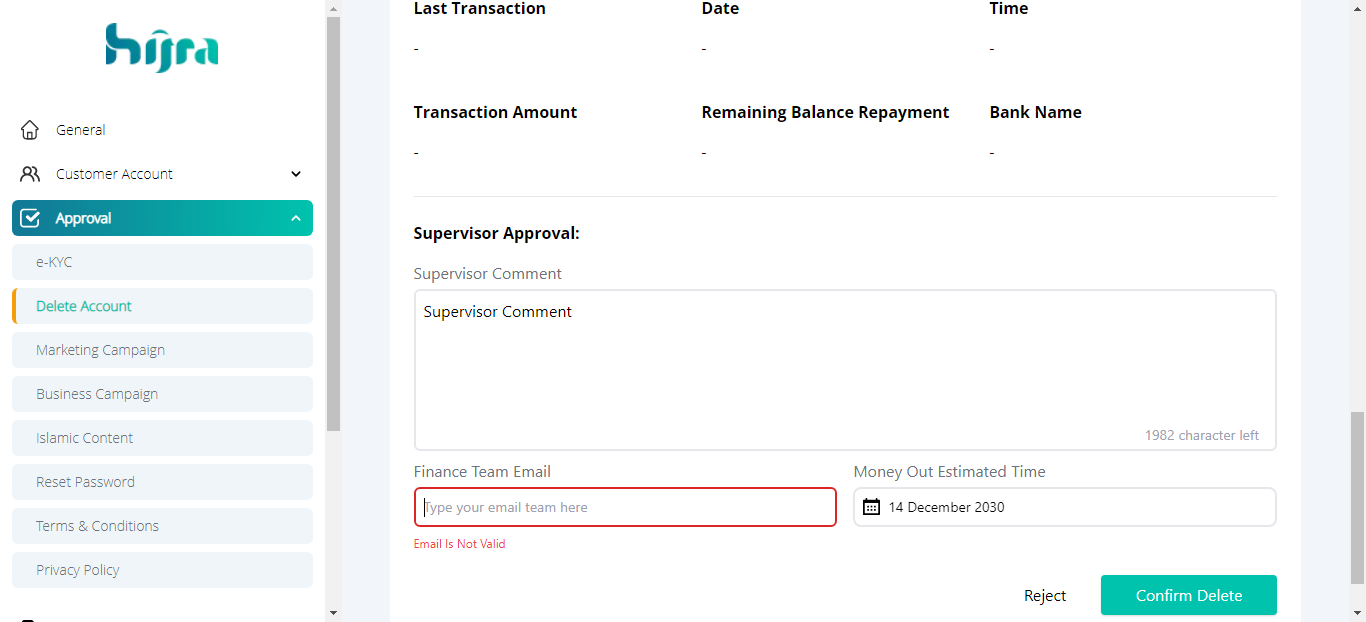 hijra
General
Customer Account
Approval
e-KYC
Delete Account
Marketing Campaign
Business Campaign
Islamic Content
Reset Password
Terms & Conditions
Privacy Policy
Last Transaction Date Time
- - -
Transaction Amount Remaining Balance Repayment Bank Name
- - -
Supervisor Approval:
Supervisor Comment
Supervisor Comment
1982 character left
Finance Team Email Money Out Estimated Time
Type your email team here 14 December 2030
Email Is Not Valid
Reject Confirm Delete